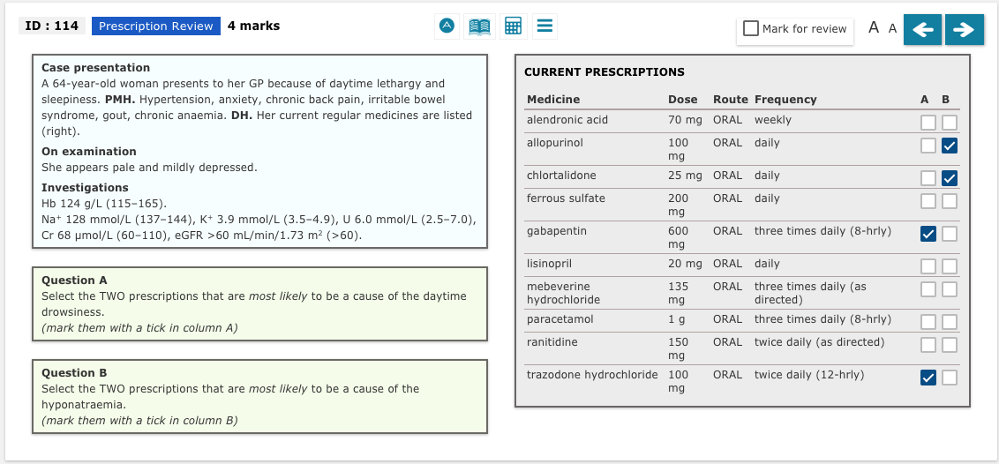 ID : 114 Prescription Review 4 marks
A
Mark for review
A A
Case presentation
A 64-year-old woman presents to her GP because of daytime lethargy and
sleepiness. PMH. Hypertension, anxiety, chronic back pain, irritable bowel
syndrome, gout, chronic anaemia. DH. Her current regular medicines are listed
(right).
On examination
She appears pale and mildly depressed.
Investigations
Hb 124 g/L (115–165).
Na⁺ 128 mmol/L (137–144), K⁺ 3.9 mmol/L (3.5–4.9), U 6.0 mmol/L (2.5–7.0),
Cr 68 µmol/L (60–110), eGFR >60 mL/min/1.73 m² (>60).
Question A
Select the TWO prescriptions that are most likely to be a cause of the daytime
drowsiness.
(mark them with a tick in column A)
Question B
Select the TWO prescriptions that are most likely to be a cause of the
hyponatraemia.
(mark them with a tick in column B)
CURRENT PRESCRIPTIONS
Medicine Dose Route Frequency A B
alendronic acid 70 mg ORAL weekly
allopurinol 100 ORAL daily
mg
chlortalidone 25 mg ORAL daily
ferrous sulfate 200 ORAL daily
mg
gabapentin 600 ORAL three times daily (8-hrly)
mg
lisinopril 20 mg ORAL daily
mebeverine 135 ORAL three times daily (as
hydrochloride mg directed)
paracetamol 1 g ORAL three times daily (8-hrly)
ranitidine 150 ORAL twice daily (as directed)
mg
trazodone hydrochloride 100 ORAL twice daily (12-hrly)
mg